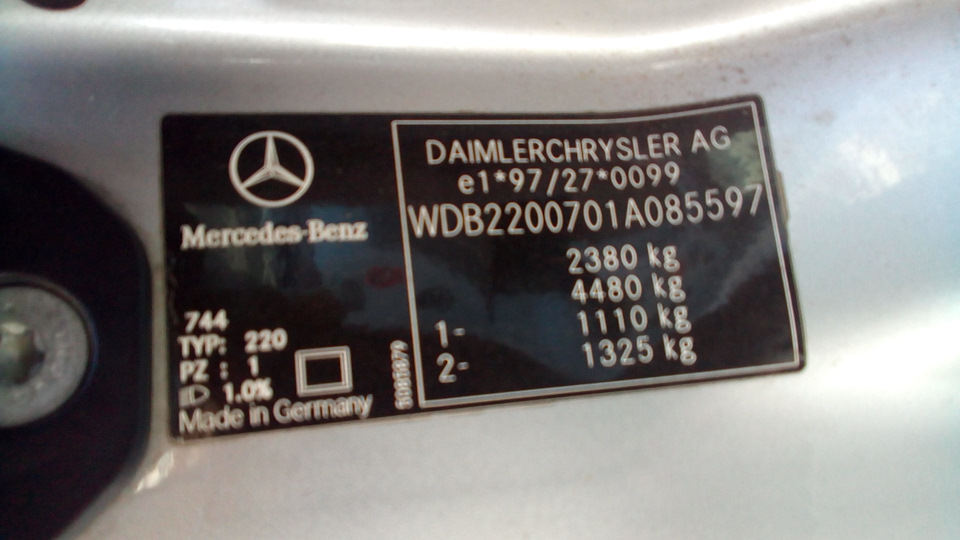 Mercedes-Benz
744
TYP: 220
PZ : 1
1.0%
Made in Germany
DAIMLERCHRYSLER AG
e1*97/27*0099
WDB2200701A085597
2380 kg
4480 kg
1- 1110 kg
2- 1325 kg